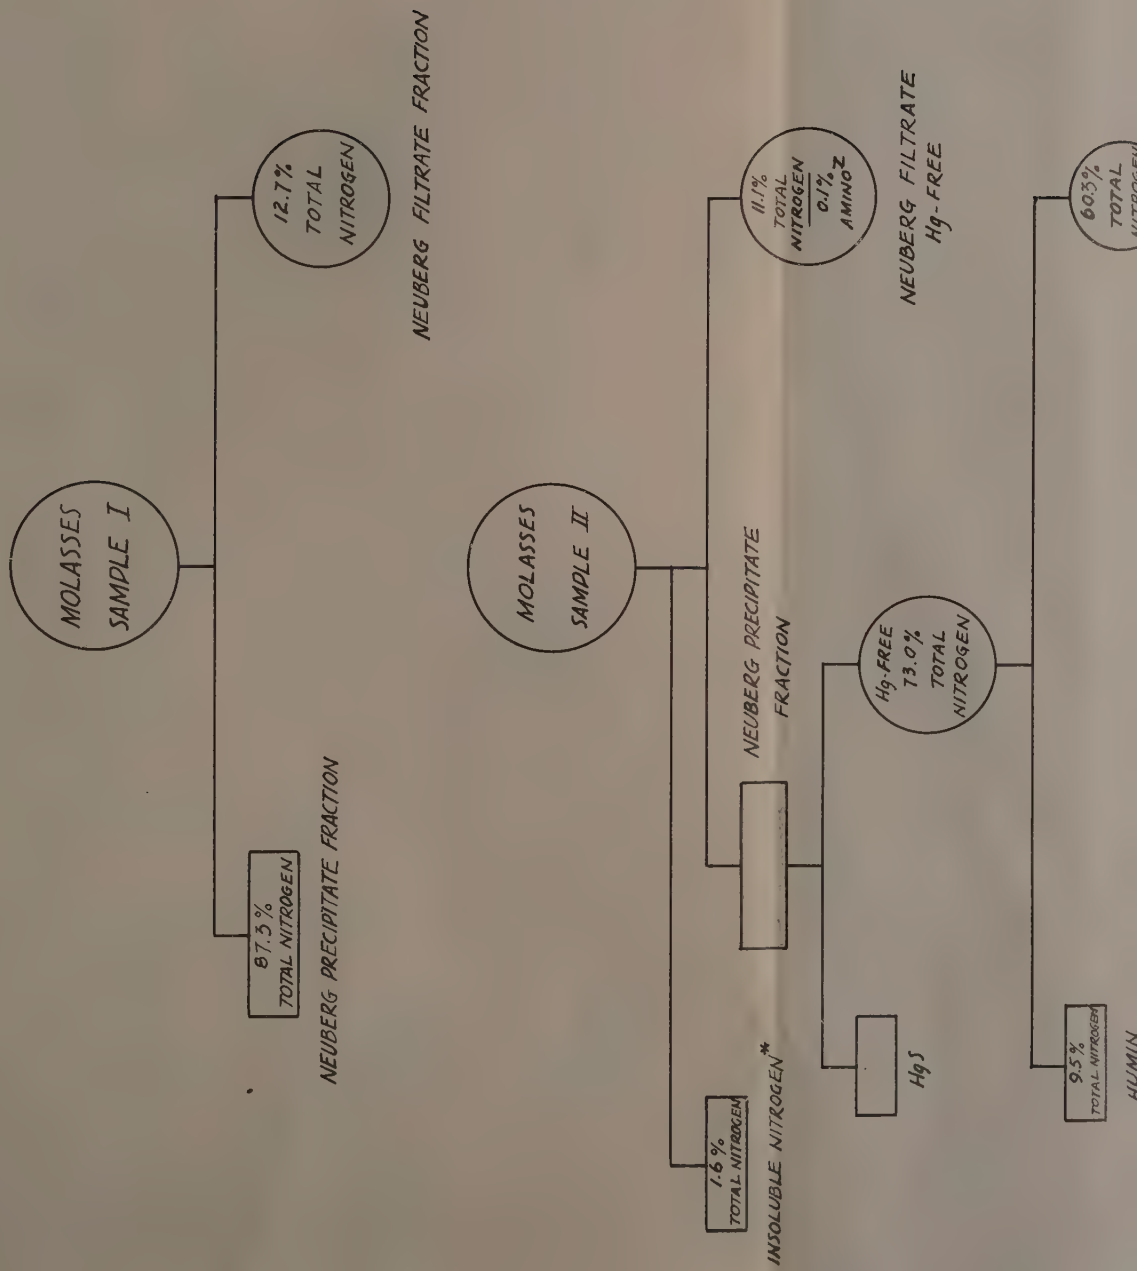 MOLASSES
SAMPLE I
87.3%
TOTAL NITROGEN
NEUBERG PRECIPITATE FRACTION
12.7%
TOTAL
NITROGEN
NEUBERG FILTRATE FRACTION
MOLASSES
SAMPLE II
1.6%
TOTAL NITROGEN
INSOLUBLE NITROGEN*
NEUBERG PRECIPITATE
FRACTION
11.1%
TOTAL
NITROGEN
0.1%
AMINO N
NEUBERG FILTRATE
Hg-FREE
HgS
Hg-FREE
73.0%
TOTAL
NITROGEN
9.5%
TOTAL NITROGEN
HUMIN
60.3%
TOTAL
NITROGEN